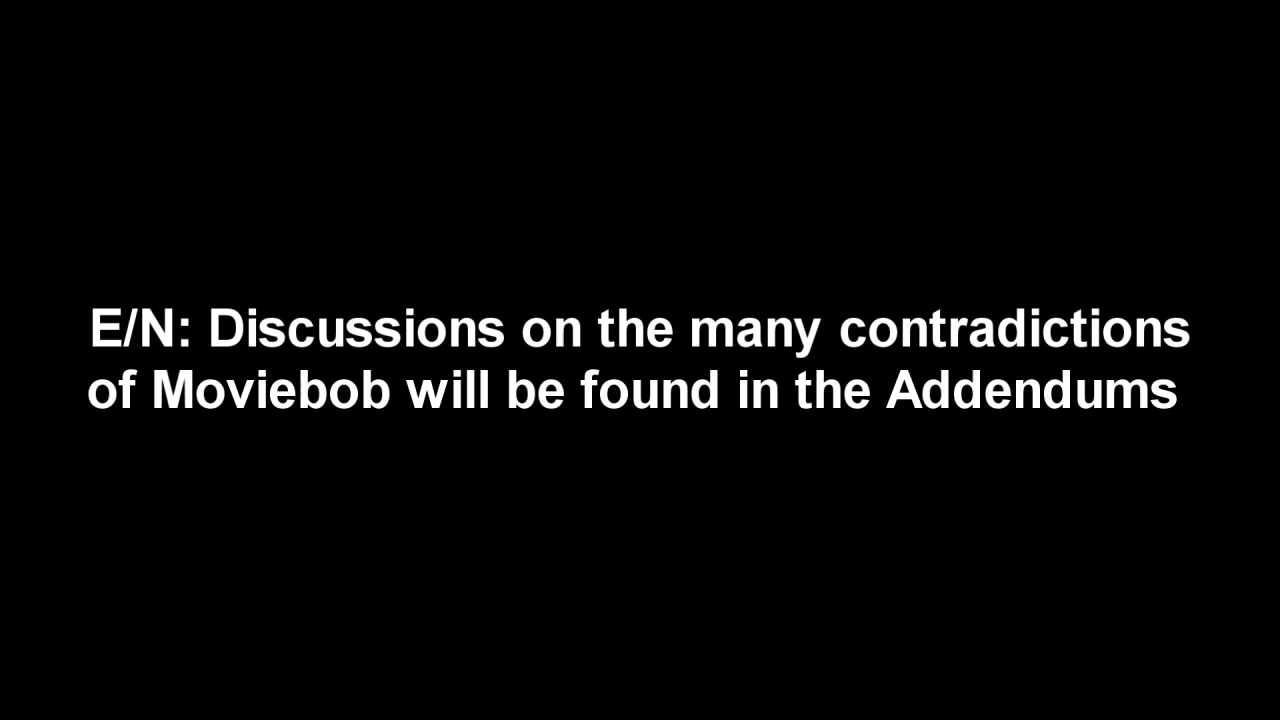 E/N: Discussions on the many contradictions
of Moviebob will be found in the Addendums